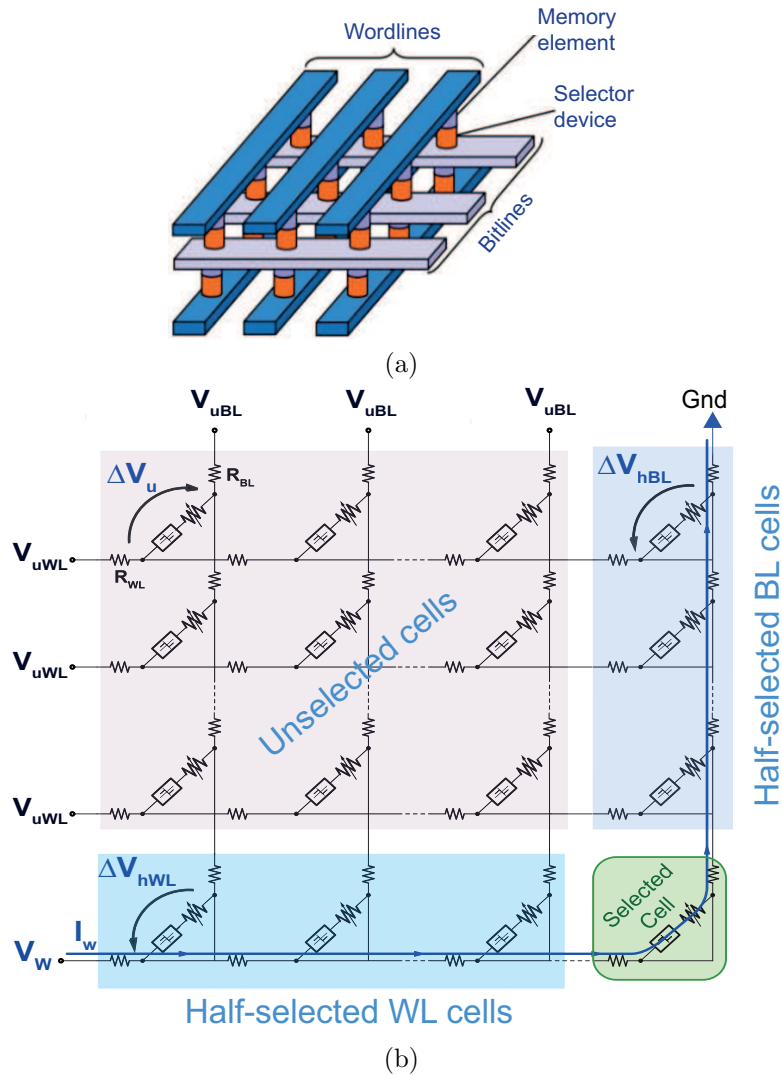 Wordlines
Memory
element
Selector
device
Bitlines
(a)
V_uBL
V_uBL
V_uBL
Gnd
ΔV_u
R_BL
ΔV_hBL
V_uWL
R_WL
V_uWL
Unselected cells
Half-selected BL cells
V_uWL
ΔV_hWL
Selected
Cell
I_w
V_W
Half-selected WL cells
(b)